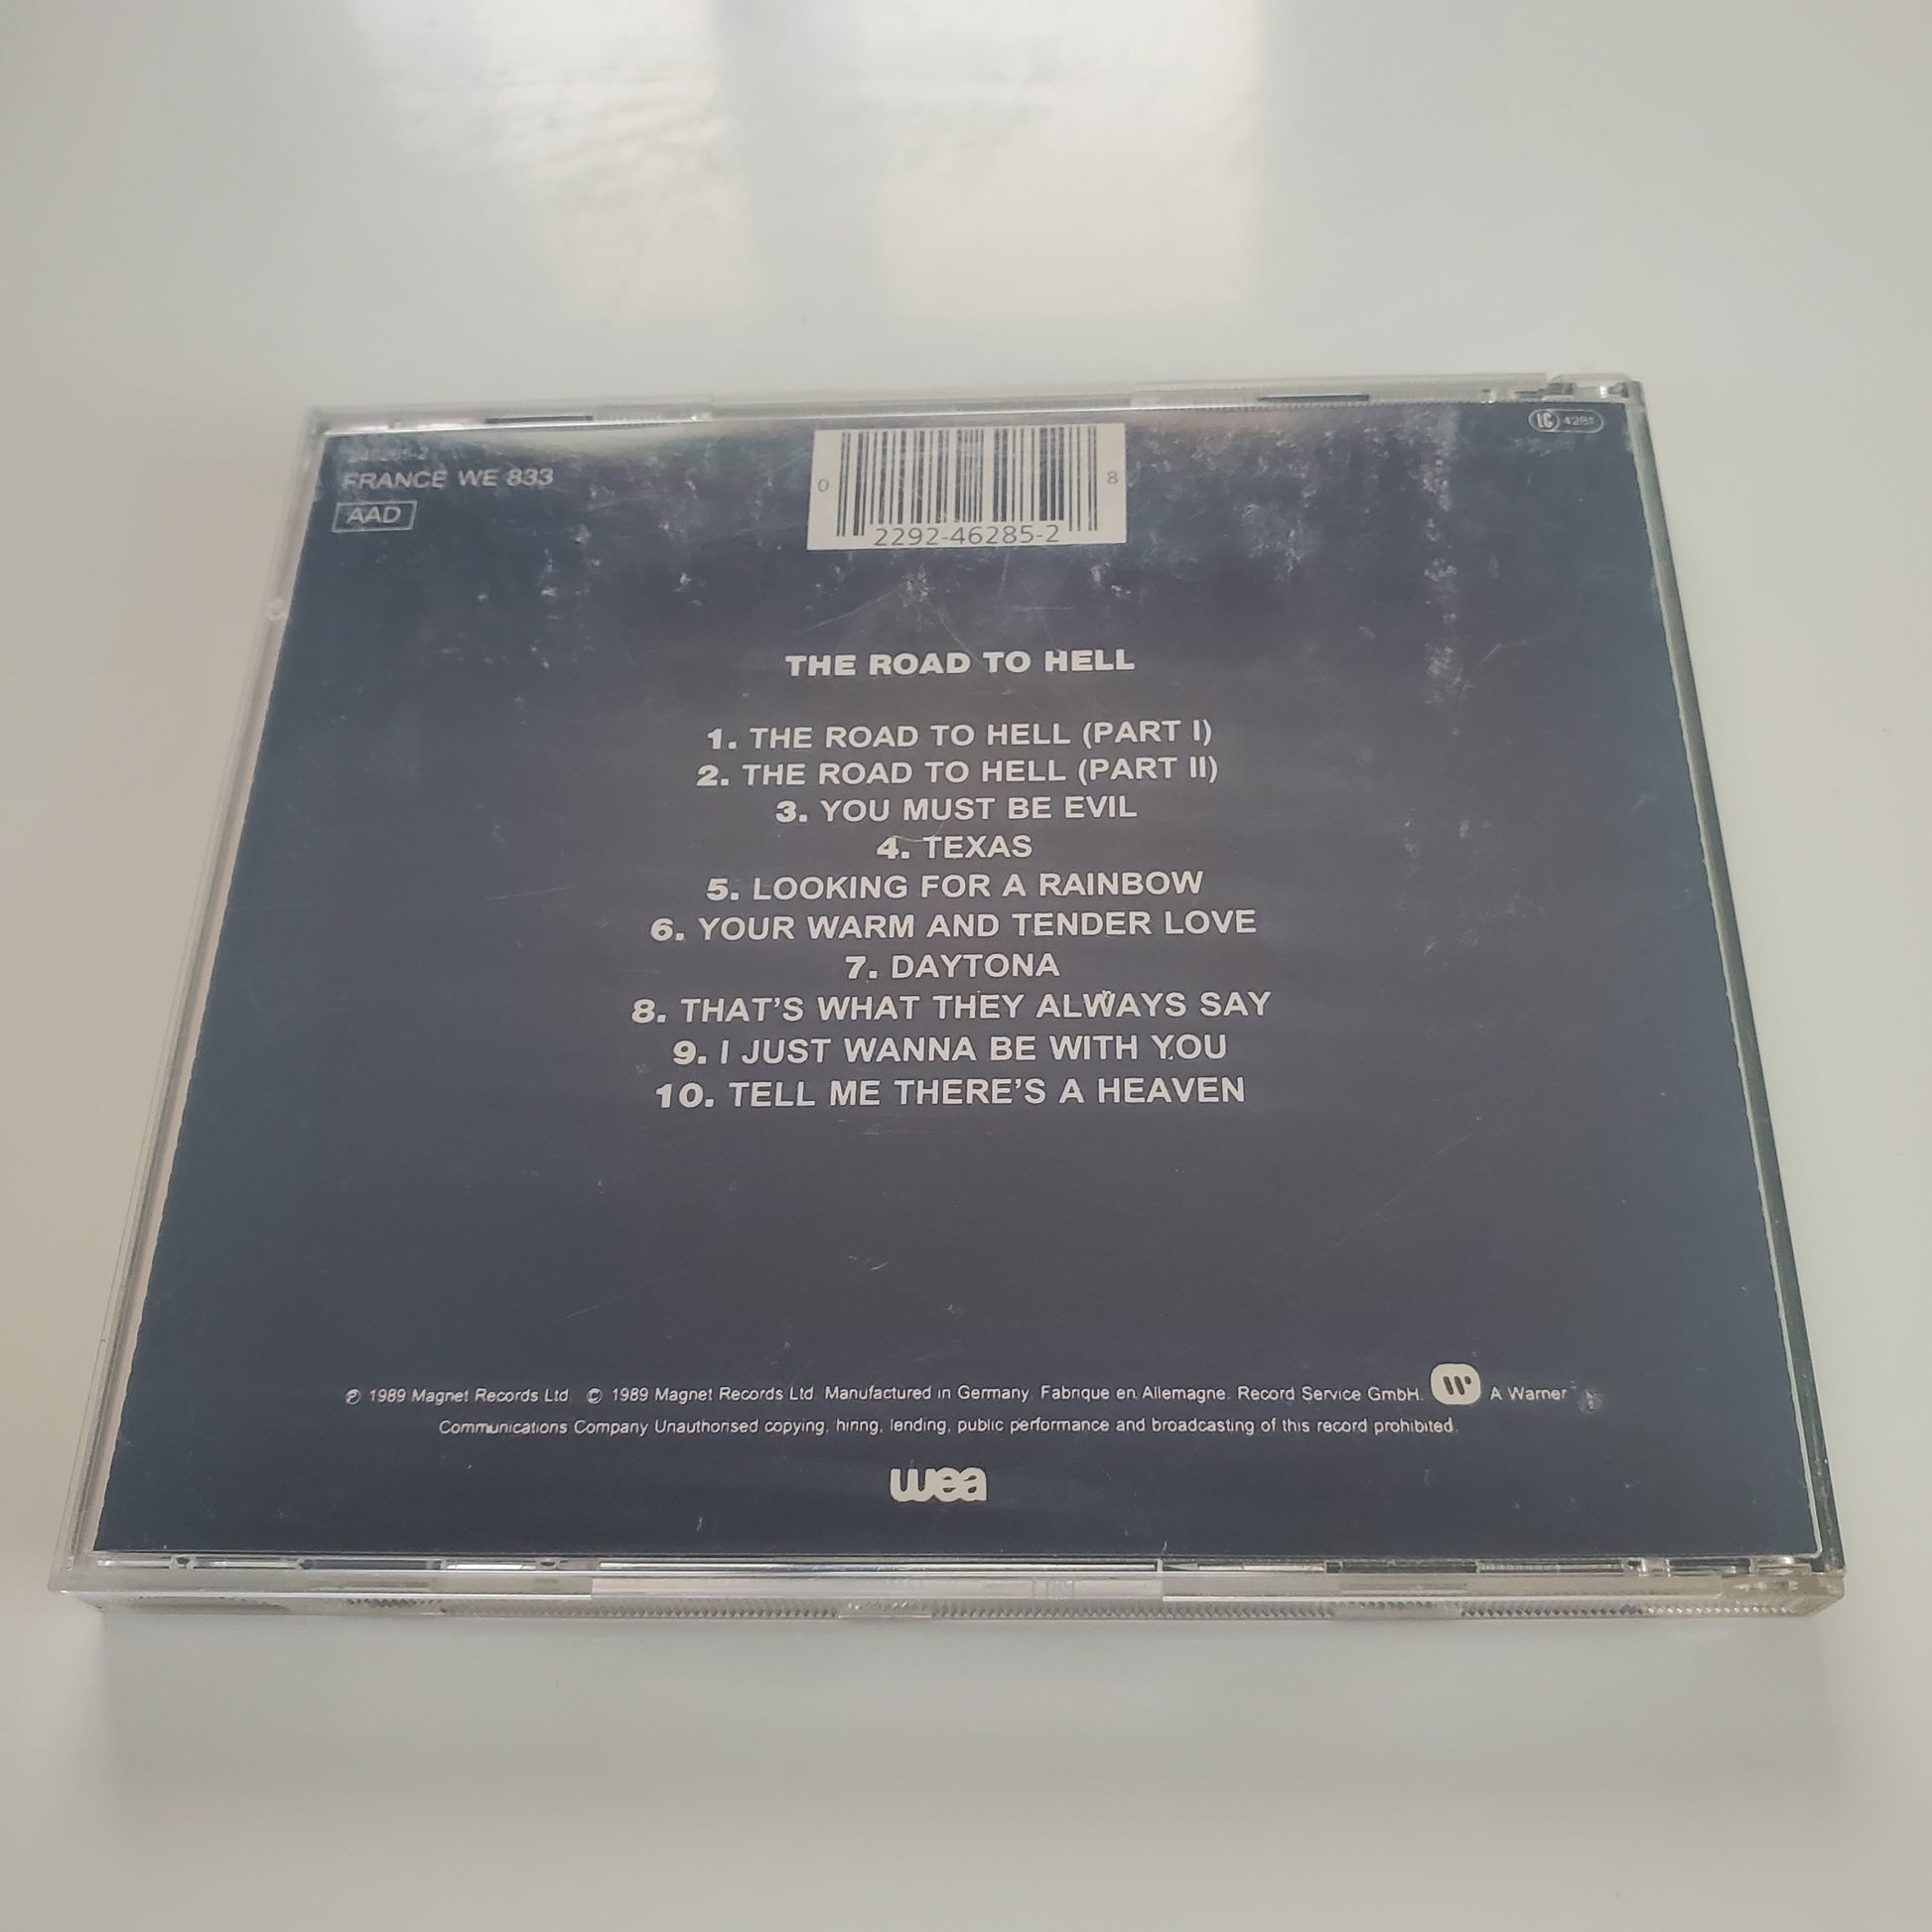 FRANCE WE 833
AAD
0 2292-46285-2 8
LC 4281
THE ROAD TO HELL
1. THE ROAD TO HELL (PART I)
2. THE ROAD TO HELL (PART II)
3. YOU MUST BE EVIL
4. TEXAS
5. LOOKING FOR A RAINBOW
6. YOUR WARM AND TENDER LOVE
7. DAYTONA
8. THAT'S WHAT THEY ALWAYS SAY
9. I JUST WANNA BE WITH YOU
10. TELL ME THERE'S A HEAVEN
℗ 1989 Magnet Records Ltd. © 1989 Magnet Records Ltd. Manufactured in Germany. Fabrique en Allemagne. Record Service GmbH. W A Warner
Communications Company Unauthorised copying, hiring, lending, public performance and broadcasting of this record prohibited.
wea